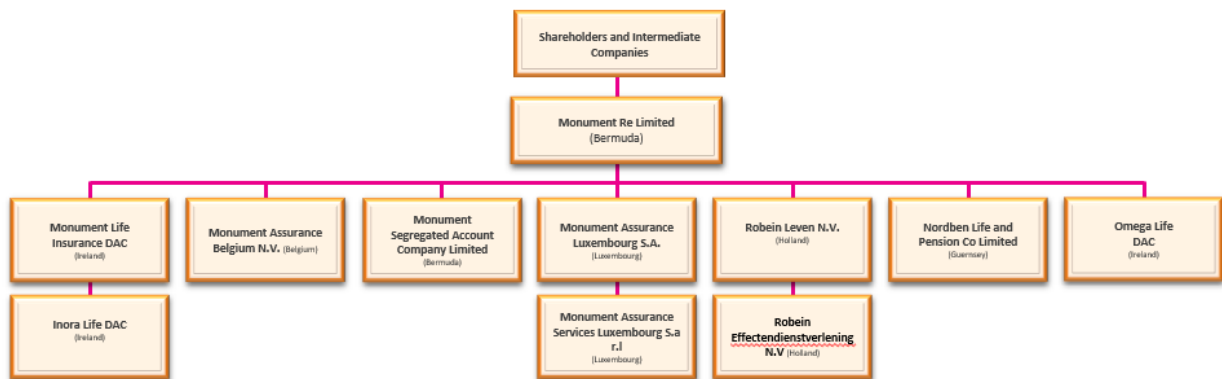 Shareholders and Intermediate
Companies
Monument Re Limited
(Bermuda)
Monument Life
Insurance DAC
(Ireland)
Monument Assurance
Belgium N.V. (Belgium)
Monument
Segregated Account
Company Limited
(Bermuda)
Monument Assurance
Luxembourg S.A.
(Luxembourg)
Robein Leven N.V.
(Holland)
Nordben Life and
Pension Co Limited
(Guernsey)
Omega Life
DAC
(Ireland)
Inora Life DAC
(Ireland)
Monument Assurance
Services Luxembourg S.a
r.l
(Luxembourg)
Robein
Effectendienstverlening
N.V (Holland)